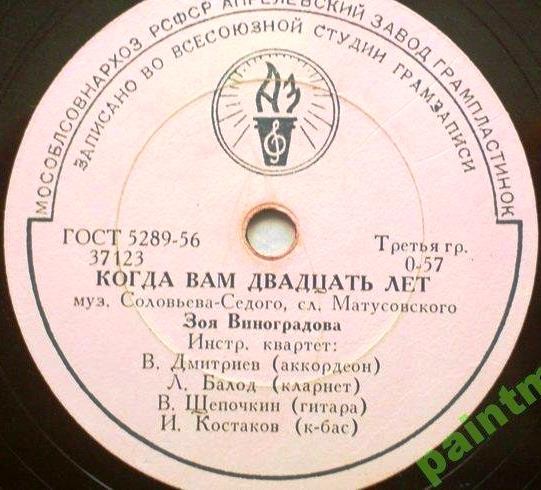 МОСОБЛСОВНАРХОЗ РСФСР АПРЕЛЕВСКИЙ ЗАВОД ГРАМПЛАСТИНОК
ЗАПИСАНО ВО ВСЕСОЮЗНОЙ СТУДИИ ГРАМЗАПИСИ
АЗ
ГОСТ 5289-56
37123
Третья гр.
0-57
КОГДА ВАМ ДВАДЦАТЬ ЛЕТ
муз. Соловьева-Седого, сл. Матусовского
Зоя Виноградова
Инстр. квартет:
В. Дмитриев (аккордеон)
Л. Балод (кларнет)
В. Щепочкин (гитара)
И. Костаков (к-бас)
paintm